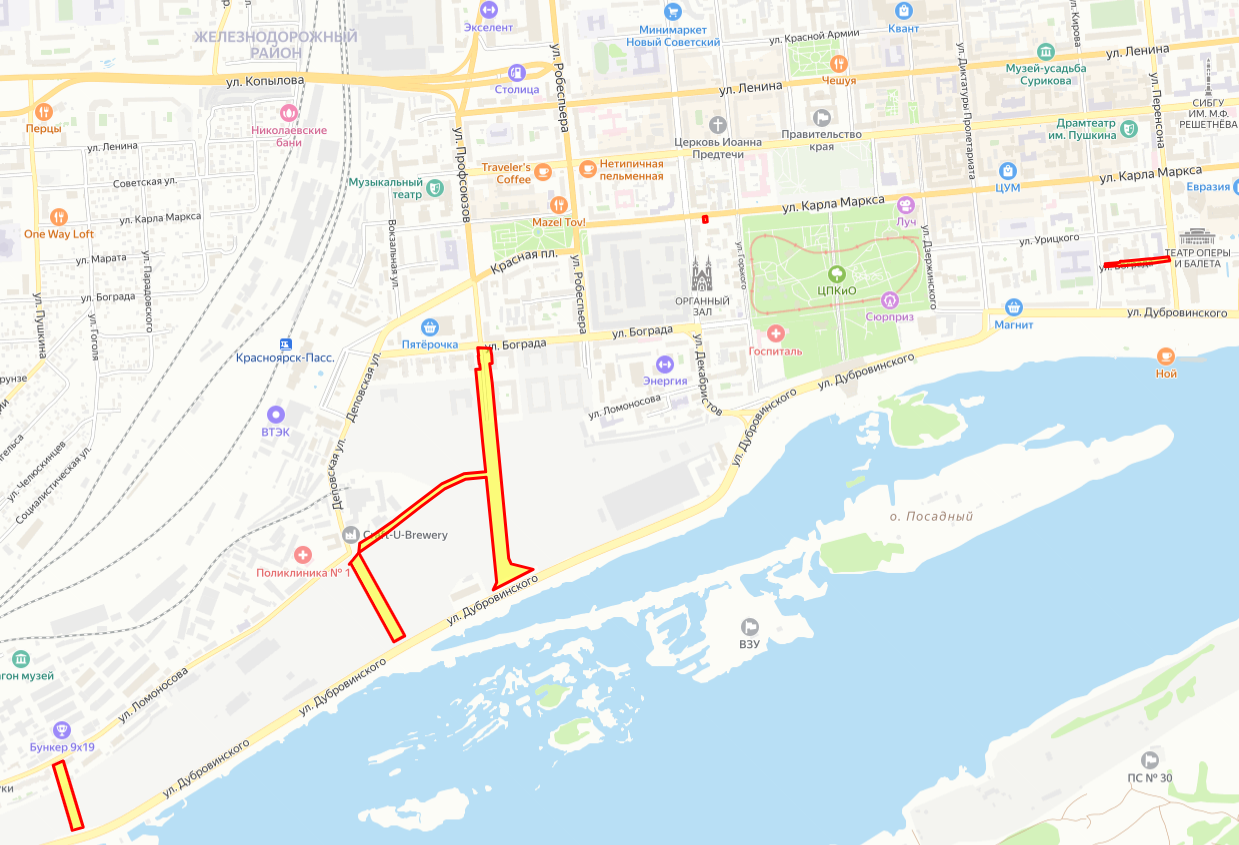 Экселент
Минимаркет
Новый Советский
Квант
ул. Кирова
ЖЕЛЕЗНОДОРОЖНЫЙ
РАЙОН
ул. Красной Армии
ул. Ленина
Музей-усадьба
Сурикова
ул. Робеспьера
ул. Диктатуры Пролетариата
ул. Перенсона
ул. Копылова
Столица
Чешуя
ул. Ленина
СИБГУ
ИМ. М.Ф.
РЕШЕТНЁВА
Перцы
Николаевские
бани
Драмтеатр
им. Пушкина
Правительство
края
Церковь Иоанна
Предтечи
ул. Ленина
ул. Профсоюзов
Traveler's
Coffee
Нетипичная
пельменная
Советская ул.
Музыкальный
театр
ЦУМ
ул. Карла Маркса
Евразия
ул. Карла Маркса
Mazel Tov!
ул. Карла Маркса
Луч
One Way Loft
Вокзальная ул.
ул. Горького
ул. Дзержинского
ул. Урицкого
ул. Марата
ул. Парадовского
Красная пл.
ул. Робеспьера
ТЕАТР ОПЕРЫ
И БАЛЕТА
ул. Бограда
ЦПКиО
ул. Бограда
ОРГАННЫЙ
ЗАЛ
Сюрприз
ул. Пушкина
ул. Гоголя
Магнит
ул. Дубровинского
Пятёрочка
ул. Бограда
ул. Бограда
Красноярск-Пасс.
Госпиталь
ул. Декабристов
Энергия
Ной
ул. Дубровинского
Деповская ул.
ул. Ломоносова
ВТЭК
ул. Дубровинского
ул. Челюскинцев
Социалистическая ул.
Деповская ул.
о. Посадный
Craft-U-Brewery
Поликлиника № 1
ул. Дубровинского
ВЗУ
ул. Дубровинского
ул. Ломоносова
Бункер 9х19
ул. Дубровинского
ПС № 30